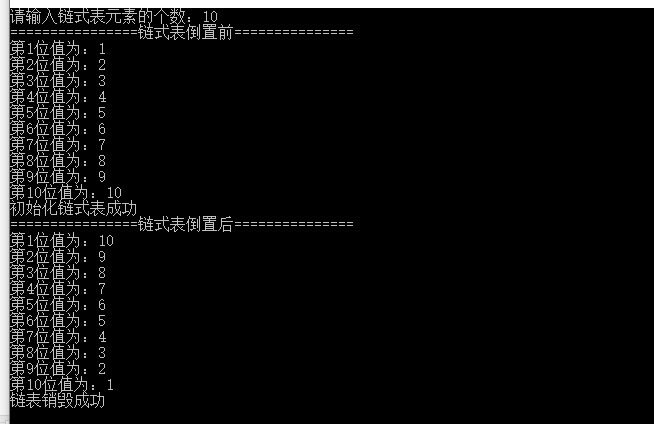 请输入链式表元素的个数：10
================链式表倒置前===============
第1位值为：1
第2位值为：2
第3位值为：3
第4位值为：4
第5位值为：5
第6位值为：6
第7位值为：7
第8位值为：8
第9位值为：9
第10位值为：10
初始化链式表成功
================链式表倒置后===============
第1位值为：10
第2位值为：9
第3位值为：8
第4位值为：7
第5位值为：6
第6位值为：5
第7位值为：4
第8位值为：3
第9位值为：2
第10位值为：1
链表销毁成功